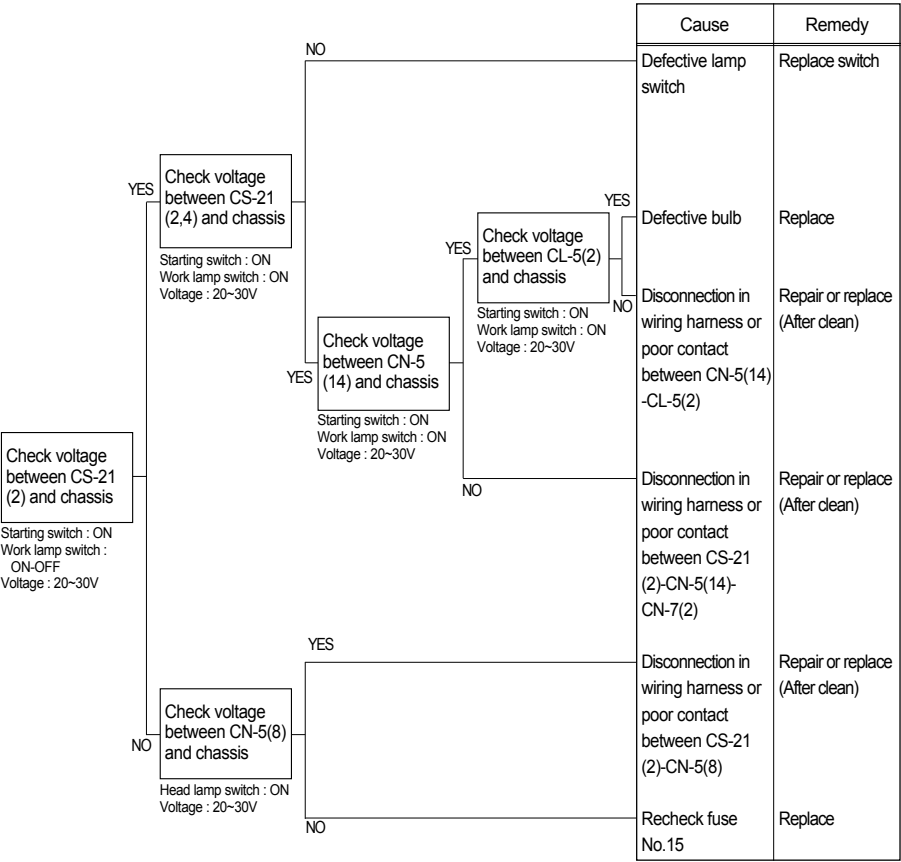 Cause
Remedy
NO
Defective lamp
switch
Replace switch
YES
Check voltage
between CS-21
(2,4) and chassis
Starting switch : ON
Work lamp switch : ON
Voltage : 20~30V
YES
Check voltage
between CL-5(2)
and chassis
Starting switch : ON
Work lamp switch : ON
Voltage : 20~30V
YES
Defective bulb
Replace
NO
Disconnection in
wiring harness or
poor contact
between CN-5(14)
-CL-5(2)
Repair or replace
(After clean)
YES
Check voltage
between CN-5
(14) and chassis
Starting switch : ON
Work lamp switch : ON
Voltage : 20~30V
Check voltage
between CS-21
(2) and chassis
Starting switch : ON
Work lamp switch :
ON-OFF
Voltage : 20~30V
NO
Disconnection in
wiring harness or
poor contact
between CS-21
(2)-CN-5(14)-
CN-7(2)
Repair or replace
(After clean)
YES
Disconnection in
wiring harness or
poor contact
between CS-21
(2)-CN-5(8)
Repair or replace
(After clean)
NO
Check voltage
between CN-5(8)
and chassis
Head lamp switch : ON
Voltage : 20~30V
NO
Recheck fuse
No.15
Replace